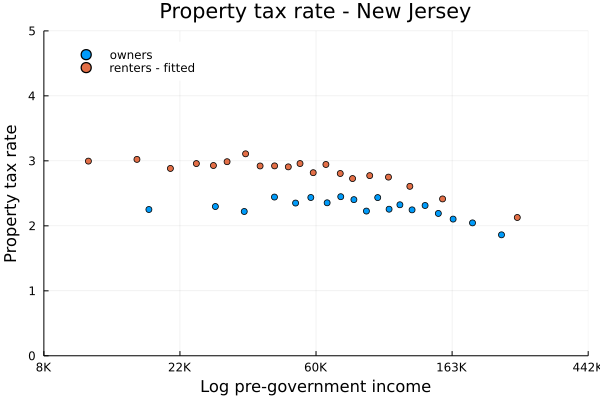 Property tax rate - New Jersey
5
owners
renters - fitted
4
3
2
1
0
Property tax rate
8K 22K 60K 163K 442K
Log pre-government income